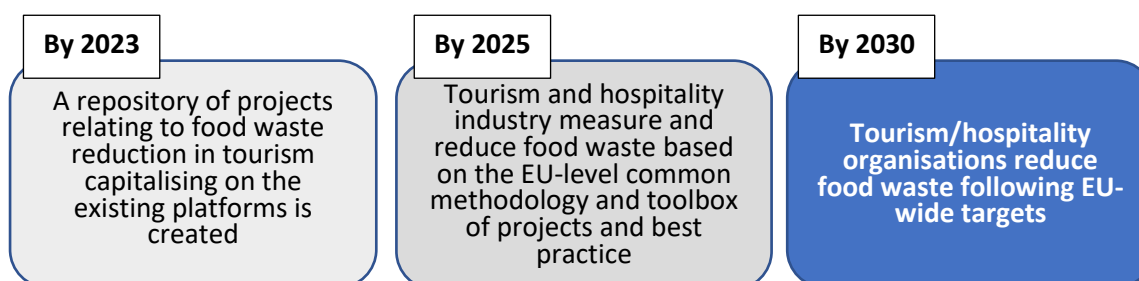 By 2023
A repository of projects
relating to food waste
reduction in tourism
capitalising on the
existing platforms is
created
By 2025
Tourism and hospitality
industry measure and
reduce food waste based
on the EU-level common
methodology and toolbox
of projects and best
practice
By 2030
Tourism/hospitality
organisations reduce
food waste following EU-
wide targets